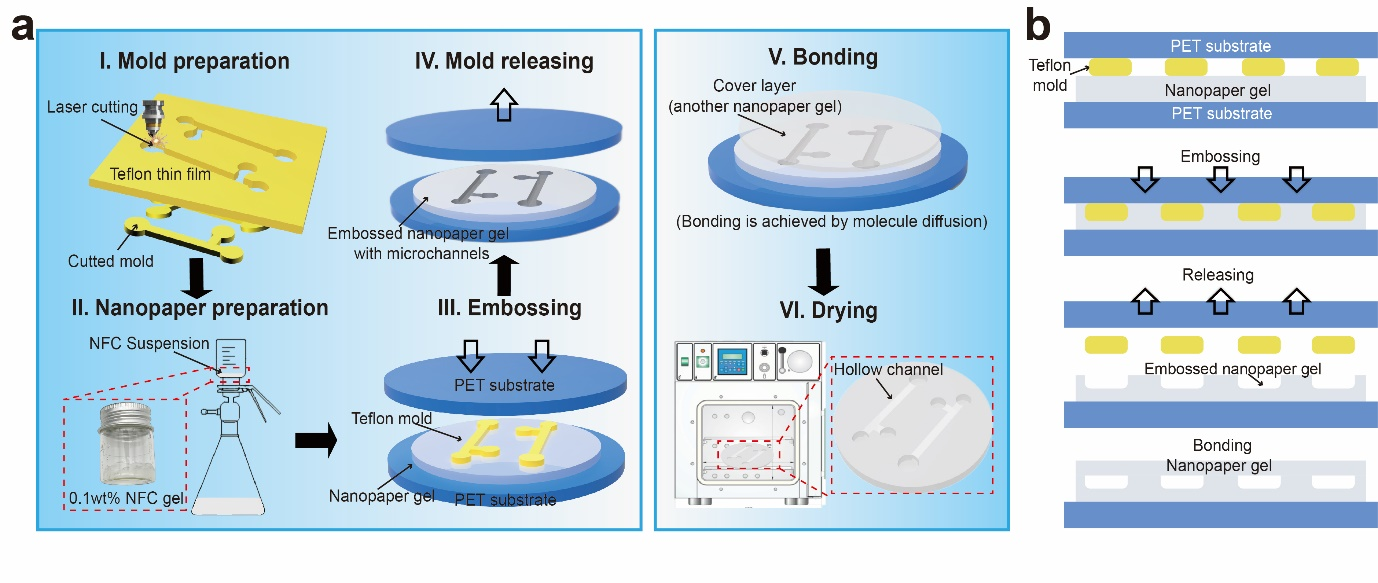 a
I. Mold preparation
Laser cutting
Teflon thin film
Cutted mold
II. Nanopaper preparation
NFC Suspension
0.1wt% NFC gel
IV. Mold releasing
Embossed nanopaper gel
with microchannels
III. Embossing
PET substrate
Teflon mold
Nanopaper gel
PET substrate
V. Bonding
Cover layer
(another nanopaper gel)
(Bonding is achieved by molecule diffusion)
VI. Drying
Hollow channel
b
PET substrate
Teflon
mold
Nanopaper gel
PET substrate
Embossing
Releasing
Embossed nanopaper gel
Bonding
Nanopaper gel